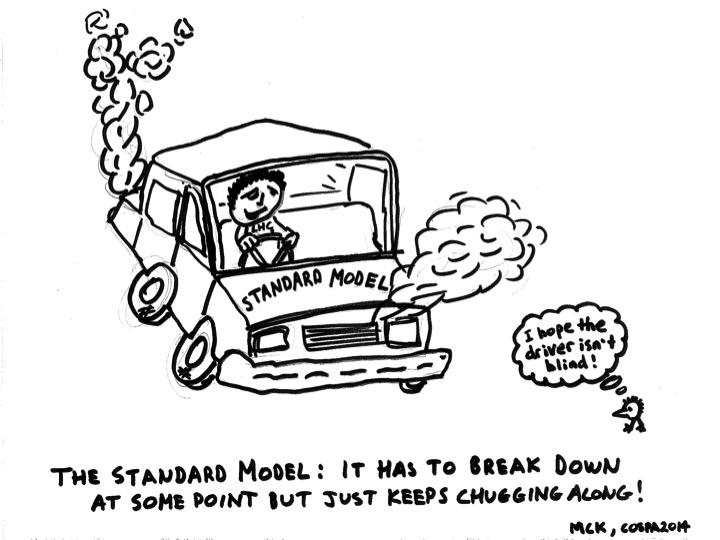 LHC
STANDARD MODEL
I hope the
driver isn't
blind!
THE STANDARD MODEL: IT HAS TO BREAK DOWN
AT SOME POINT BUT JUST KEEPS CHUGGING ALONG!
MCK, COSPA2014